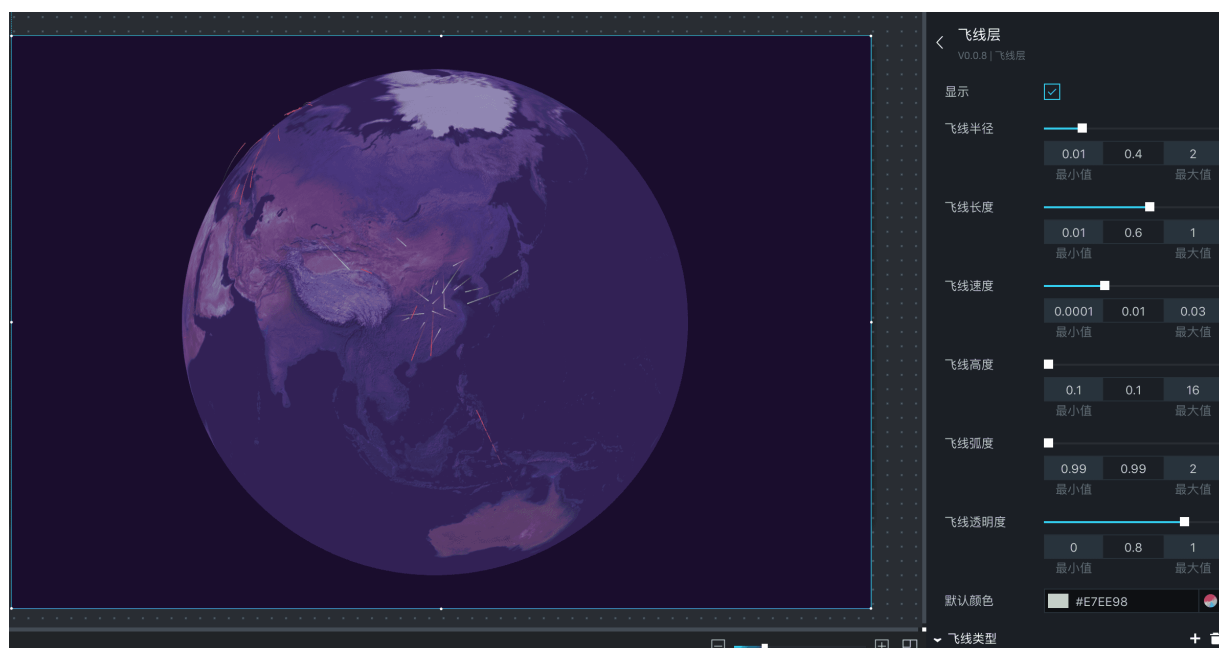 飞线层
V0.0.8 | 飞线层
显示
飞线半径
0.01 0.4 2
最小值 最大值
飞线长度
0.01 0.6 1
最小值 最大值
飞线速度
0.0001 0.01 0.03
最小值 最大值
飞线高度
0.1 0.1 16
最小值 最大值
飞线弧度
0.99 0.99 2
最小值 最大值
飞线透明度
0 0.8 1
最小值 最大值
默认颜色 #E7EE98
飞线类型